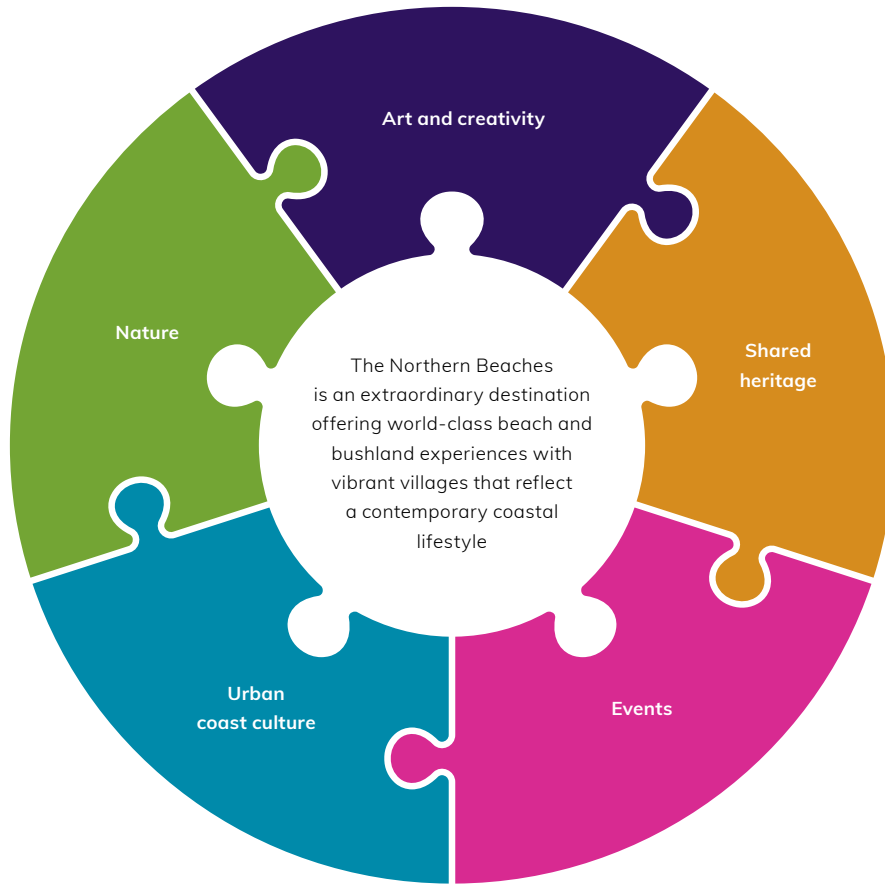 Art and creativity
Nature
Shared
heritage
The Northern Beaches
is an extraordinary destination
offering world-class beach and
bushland experiences with
vibrant villages that reflect
a contemporary coastal
lifestyle
Urban
coast culture
Events